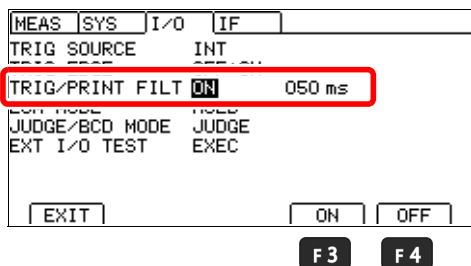 MEAS SYS I/O IF
TRIG SOURCE INT
TRIG/PRINT FILT ON 050 ms
JUDGE/BCD MODE JUDGE
EXT I/O TEST EXEC
EXIT ON OFF
F3 F4